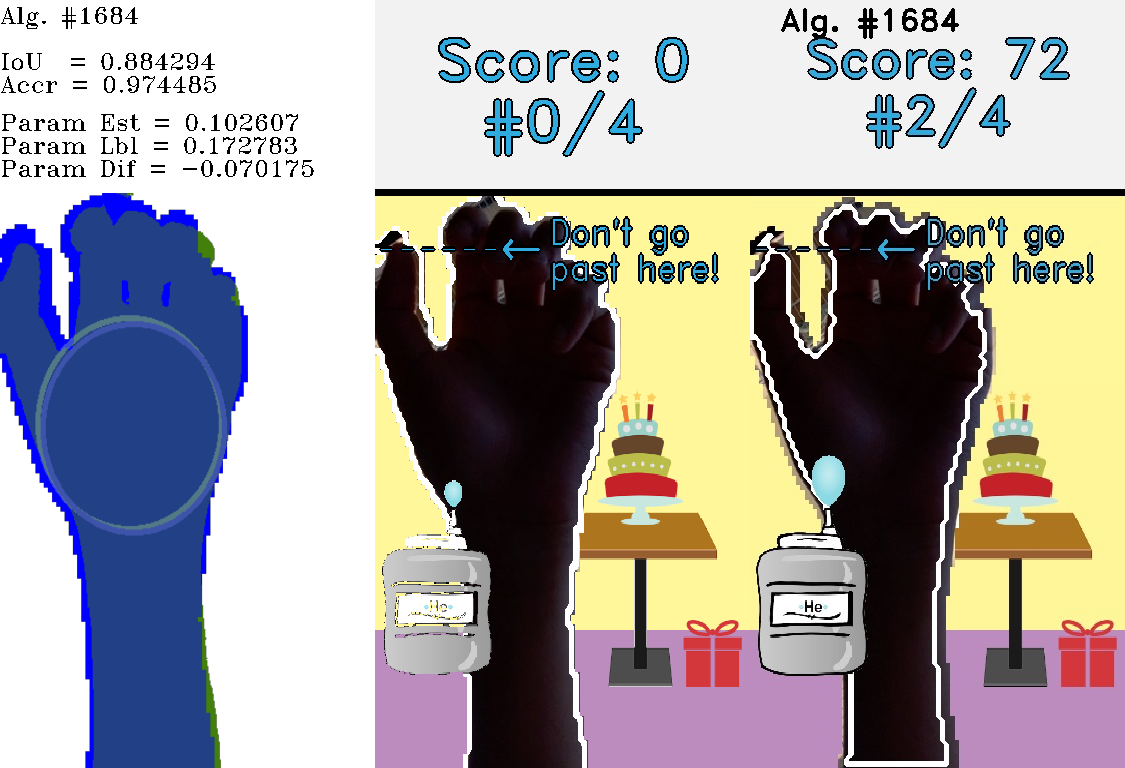 Alg. #1684
IoU = 0.884294
Accr = 0.974485
Param Est = 0.102607
Param Lbl = 0.172783
Param Dif = −0.070175
Score: 0
#0/4
Don't go
past here!
He
Alg. #1684
Score: 72
#2/4
Don't go
past here!
He